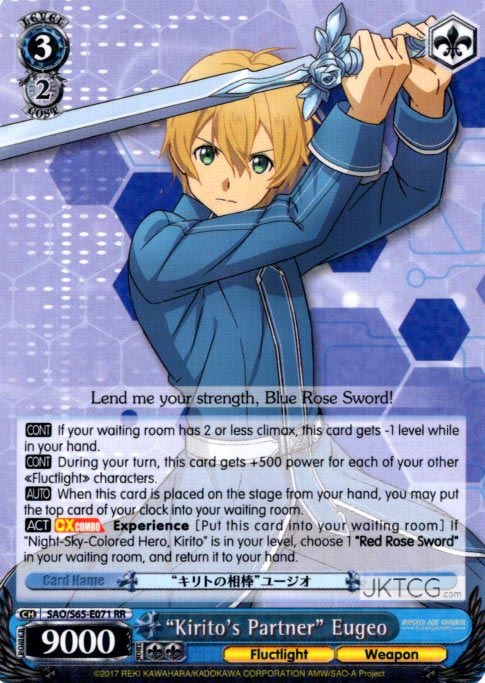 LEVEL
3
2
COST
Lend me your strength, Blue Rose Sword!
CONT If your waiting room has 2 or less climax, this card gets -1 level while
in your hand.
CONT During your turn, this card gets +500 power for each of your other
«Fluctlight» characters.
AUTO When this card is placed on the stage from your hand, you may put
the top card of your clock into your waiting room.
ACT CXCOMBO Experience [Put this card into your waiting room] If
"Night-Sky-Colored Hero, Kirito" is in your level, choose 1 "Red Rose Sword"
in your waiting room, and return it to your hand.
Card Name “キリトの相棒”ユージオ
JKTCG.com
CH SAO/S65-E071 RR
POWER 9000 SOUL
“Kirito's Partner” Eugeo
SWORD ART ONLINE
Fluctlight Weapon
©2017 REKI KAWAHARA/KADOKAWA CORPORATION AMW/SAO-A Project